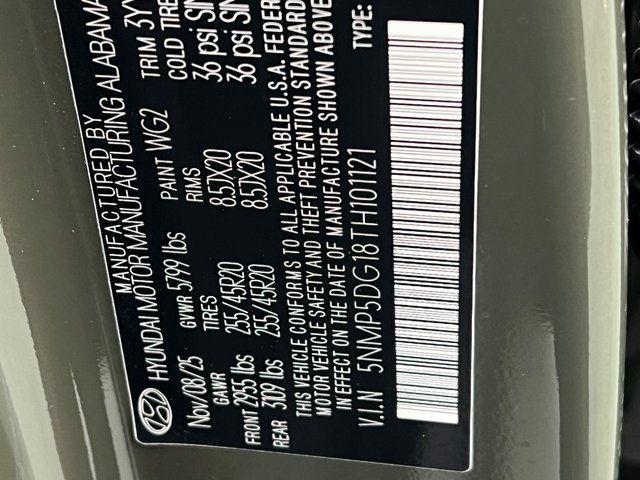 MANUFACTURED BY
HYUNDAI MOTOR MANUFACTURING ALABAMA
Nov/08/25 GVWR 5799 lbs PAINT WG2 TRIM
GAWR TIRES RIMS COLD TIRE
FRONT 2955 lbs 255/45R20 8.5JX20 36 psi
REAR 3109 lbs 255/45R20 8.5JX20 36 psi
THIS VEHICLE CONFORMS TO ALL APPLICABLE U.S.A. FEDER
MOTOR VEHICLE SAFETY AND THEFT PREVENTION STANDARD
IN EFFECT ON THE DATE OF MANUFACTURE SHOWN ABOVE
V.I.N 5NMP5DG18TH101121 TYPE: